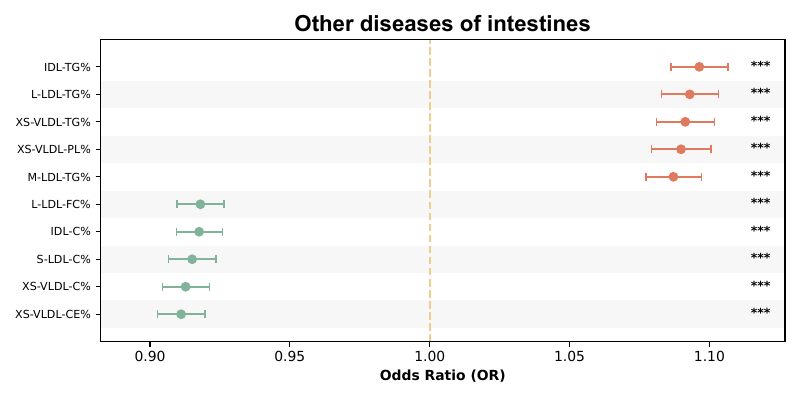 Other diseases of intestines
IDL-TG% ***
L-LDL-TG% ***
XS-VLDL-TG% ***
XS-VLDL-PL% ***
M-LDL-TG% ***
L-LDL-FC% ***
IDL-C% ***
S-LDL-C% ***
XS-VLDL-C% ***
XS-VLDL-CE% ***
0.90 0.95 1.00 1.05 1.10
Odds Ratio (OR)